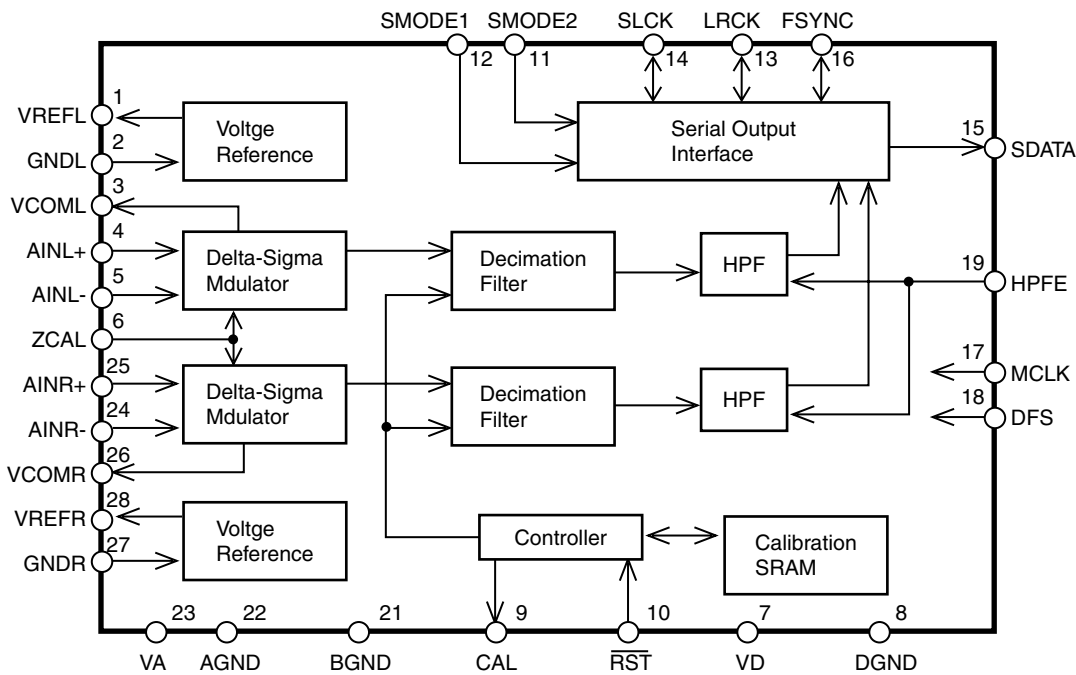 SMODE1 SMODE2 SLCK LRCK FSYNC
12 11 14 13 16
VREFL 1
GNDL 2
VCOML 3
AINL+ 4
AINL- 5
ZCAL 6
AINR+ 25
AINR- 24
VCOMR 26
VREFR 28
GNDR 27
Voltge
Reference
Delta-Sigma
Mdulator
Delta-Sigma
Mdulator
Voltge
Reference
Serial Output
Interface
Decimation
Filter
HPF
Decimation
Filter
HPF
Controller
Calibration
SRAM
15 SDATA
19 HPFE
17 MCLK
18 DFS
23 22 21 9 10 7 8
VA AGND BGND CAL RST VD DGND